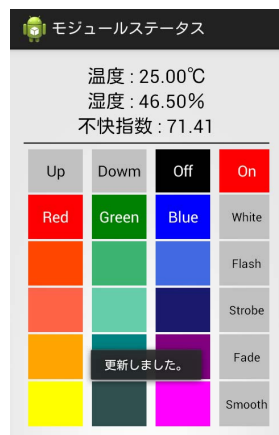 モジュールステータス
温度 : 25.00℃
湿度 : 46.50%
不快指数 : 71.41
Up Dowm Off On
Red Green Blue White
Flash
Strobe
Fade
更新しました。
Smooth